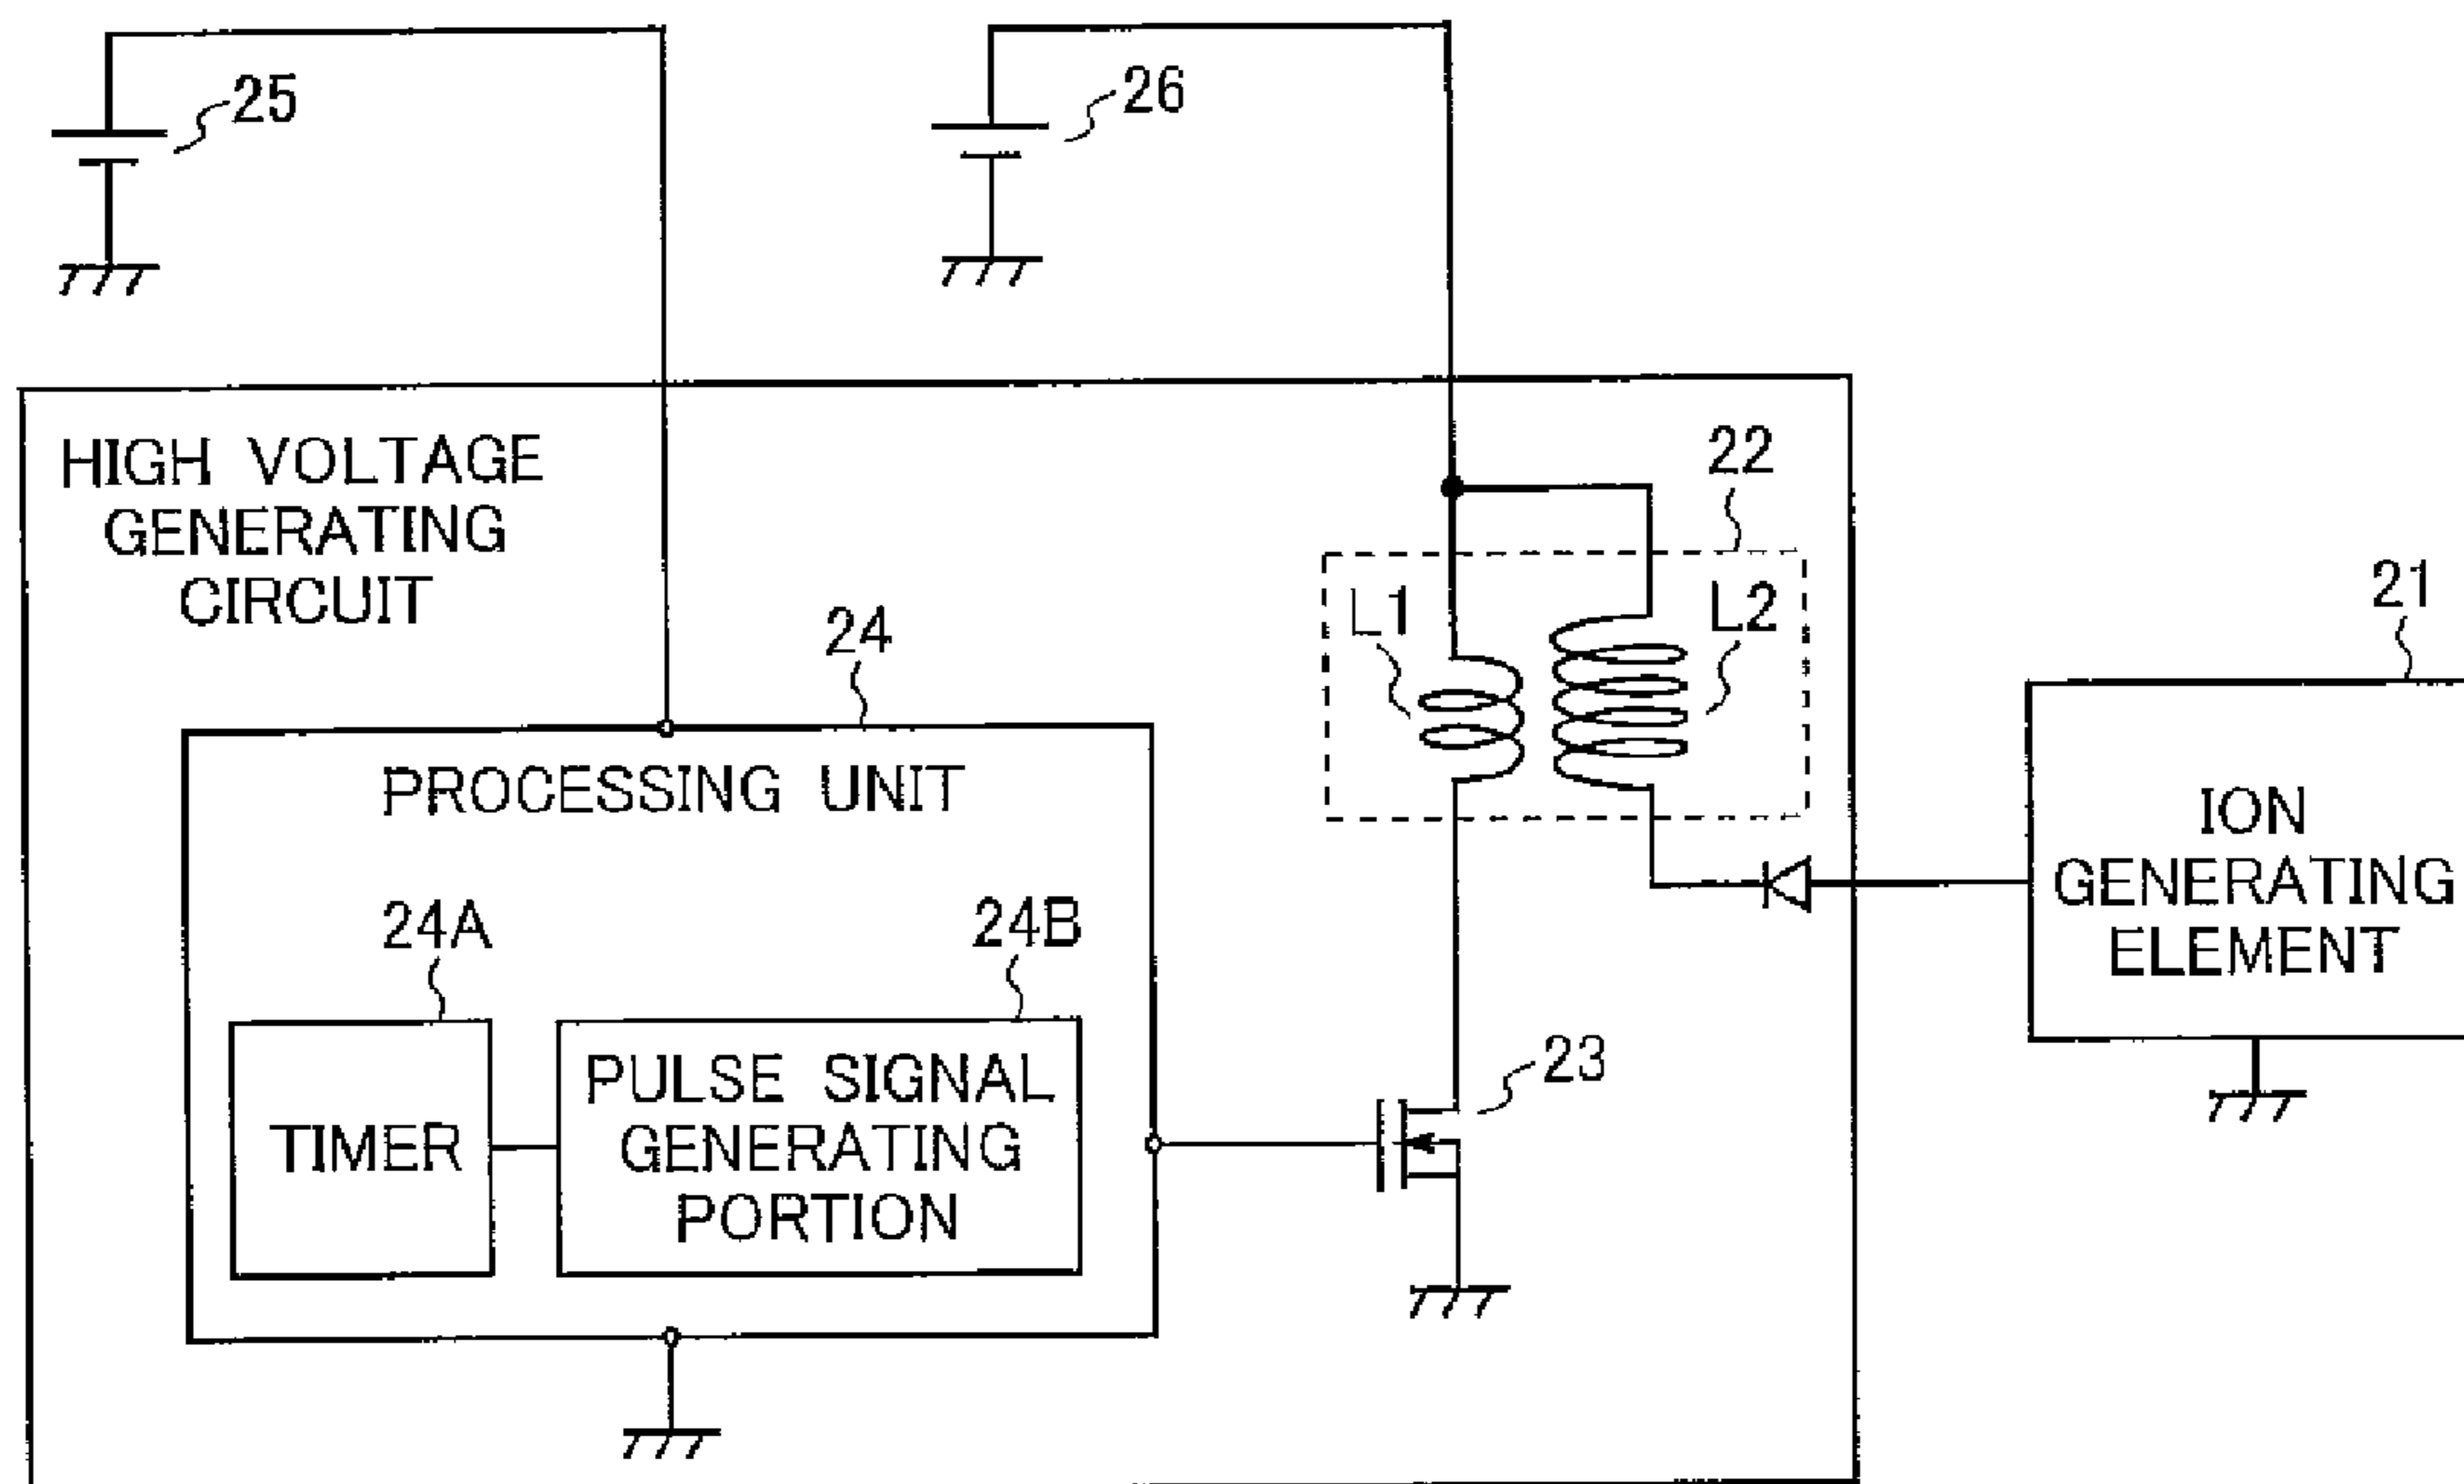 25
26
HIGH VOLTAGE
GENERATING
CIRCUIT
22
L1
L2
21
24
PROCESSING UNIT
ION
GENERATING
ELEMENT
24A
24B
TIMER
PULSE SIGNAL
GENERATING
PORTION
23